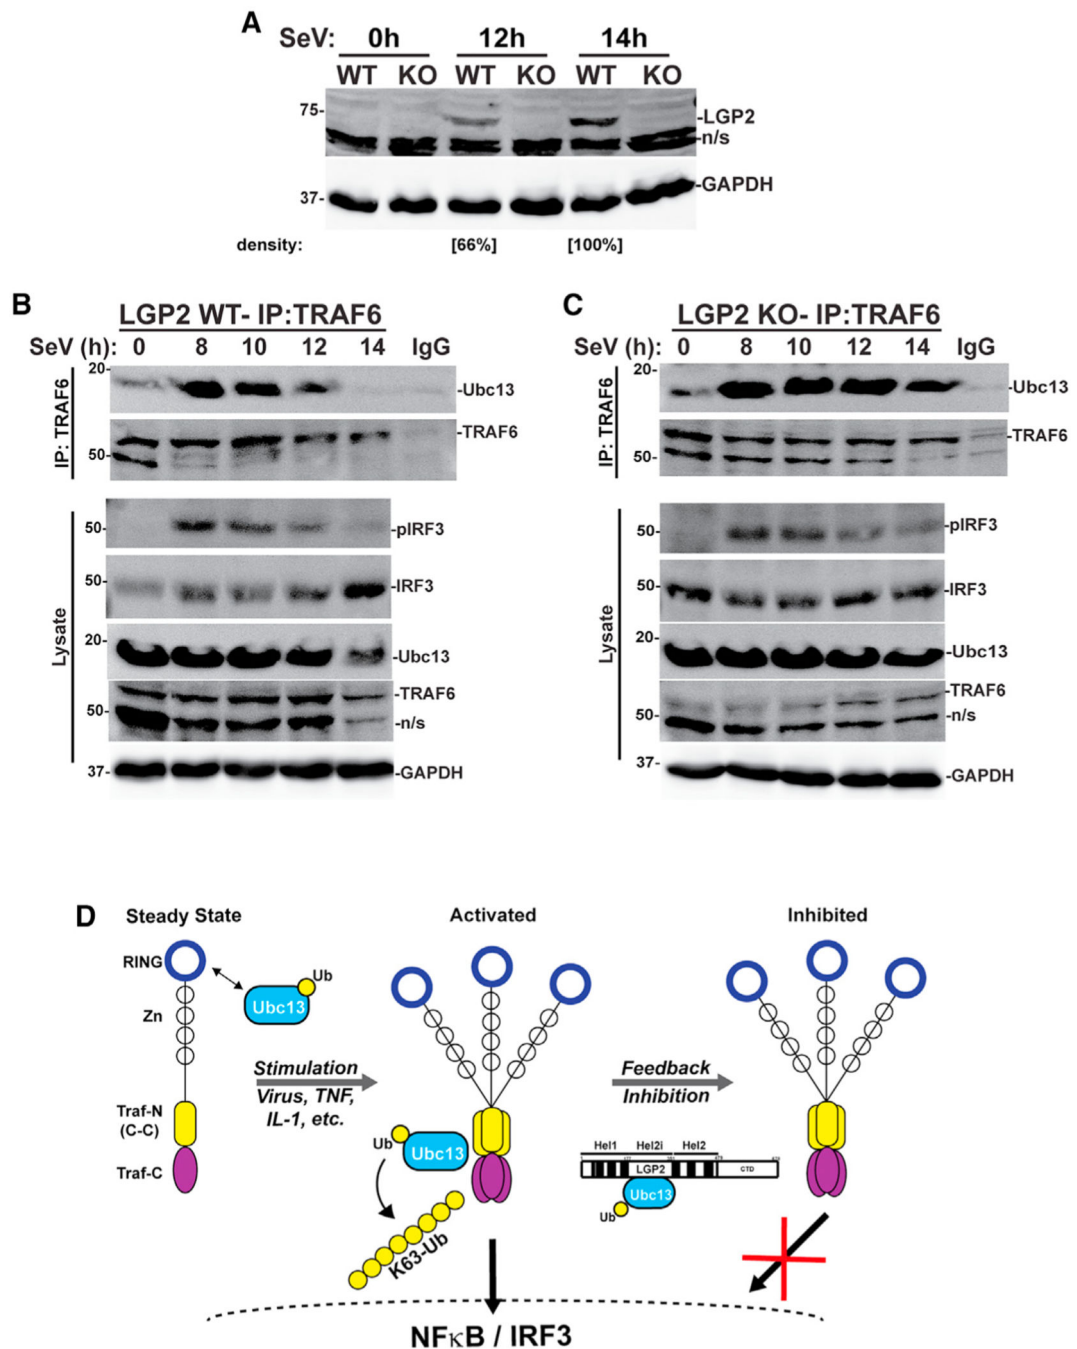 A
SeV: 0h 12h 14h
WT KO WT KO WT KO
75-
-LGP2
-n/s
-GAPDH
37-
density: [66%] [100%]
B
LGP2 WT- IP:TRAF6
SeV (h): 0 8 10 12 14 IgG
IP: TRAF6
20-
-Ubc13
-TRAF6
50-
Lysate
50-
-pIRF3
50-
-IRF3
20-
-Ubc13
-TRAF6
50-
-n/s
37-
-GAPDH
C
LGP2 KO- IP:TRAF6
SeV (h): 0 8 10 12 14 IgG
IP: TRAF6
20-
-Ubc13
-TRAF6
50-
Lysate
50-
-pIRF3
50-
-IRF3
20-
-Ubc13
-TRAF6
50-
-n/s
37-
-GAPDH
D
Steady State
Activated
Inhibited
RING
Ub
Ubc13
Zn
Stimulation
Virus, TNF,
IL-1, etc.
Feedback
Inhibition
Traf-N
(C-C)
Traf-C
Ub
Ubc13
K63-Ub
Hel1 Hel2i Hel2
LGP2
CTD
Ubc13
Ub
NFκB / IRF3